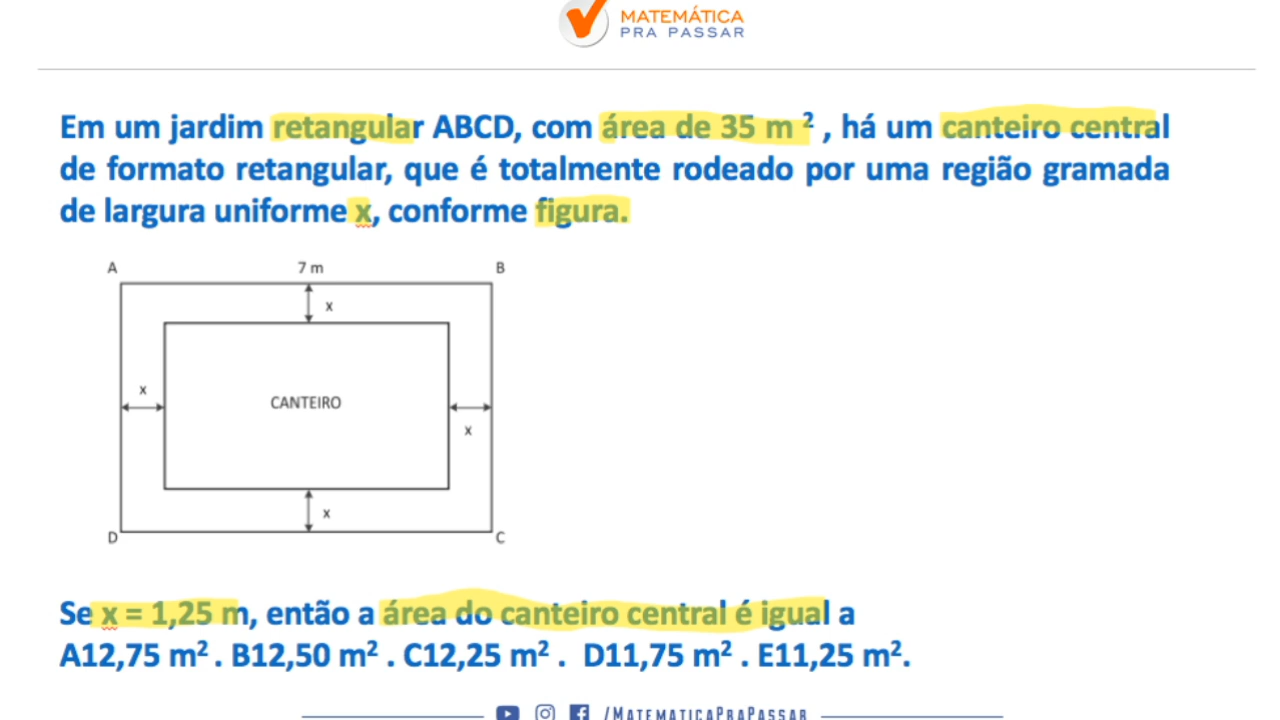 MATEMÁTICA
PRA PASSAR
Em um jardim retangular ABCD, com área de 35 m ² , há um canteiro central
de formato retangular, que é totalmente rodeado por uma região gramada
de largura uniforme x, conforme figura.
A 7 m B
x
x
CANTEIRO
x
x
D C
Se x = 1,25 m, então a área do canteiro central é igual a
A12,75 m² . B12,50 m² . C12,25 m² . D11,75 m² . E11,25 m².
/MATEMATICAPRAPASSAR